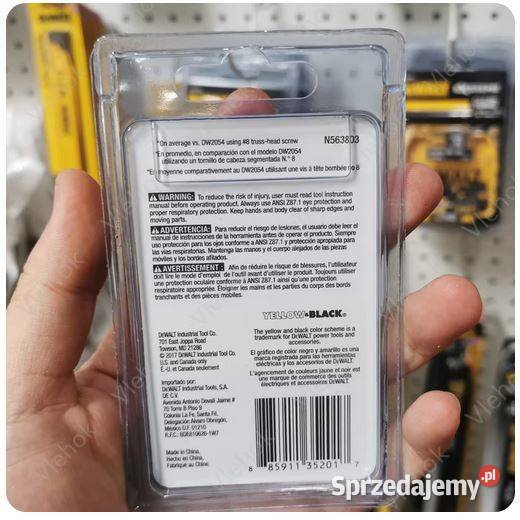 *On average vs. DW2054 using #8 truss-head screw
N563803
*En promedio, en comparación con el modelo DW2054
utilizando un tornillo de cabeza segmentada N.° 8
*En moyenne comparativement au DW2054 utilisant une vis à tête bombée no 8
WARNING: To reduce the risk of injury, user must read tool instruction
manual before operating product. Always use ANSI Z87.1 eye protection and
proper respiratory protection. Keep hands and body clear of sharp edges and
moving parts.
ADVERTENCIA: Para reducir el riesgo de lesiones, el usuario debe leer el
manual de instrucciones de la herramienta antes de operar el producto. Siempre
use protección para los ojos conforme a ANSI Z87.1 y protección apropiada para
las vías respiratorias. Mantenga las manos y el cuerpo alejados de las piezas
móviles y los bordes afilados.
AVERTISSEMENT: Afin de réduire le risque de blessures, l'utilisateur
doit lire le mode d'emploi de l'outil avant d'utiliser le produit. Toujours utiliser
une protection oculaire conforme à ANSI Z87.1 ainsi qu'une protection
respiratoire appropriée. Éloigner les mains et les parties du corps des bords
tranchants et des pièces mobiles.
YELLOW&BLACK®
DEWALT Industrial Tool Co.
701 East Joppa Road
Towson, MD 21286
© 2017 DEWALT Industrial Tool Co.
U.S. and Canada only
É.-U. et Canada seulement
The yellow and black color scheme is a
trademark for DEWALT power tools and
accessories.
El gráfico de color negro y amarillo es una
marca registrada para las herramientas
eléctricas y los accesorios DEWALT.
L'agencement de couleurs jaune et noir est
une marque de commerce des outils
électriques et accessoires DEWALT.
Importado por:
DEWALT Industrial Tools, S.A.
DE C.V.
Avenida Antonio Dovali Jaime #
70 Torre B Piso 9
Colonia La Fe, Santa Fé,
Delegación Alvaro Obregón,
México D.F. 01210
R.F.C.: BDE810626-1W7
Made in China.
Hecho en China.
Fabriqué au China.
8 85911 35201 7
Sprzedajemy.pl
Vlehok